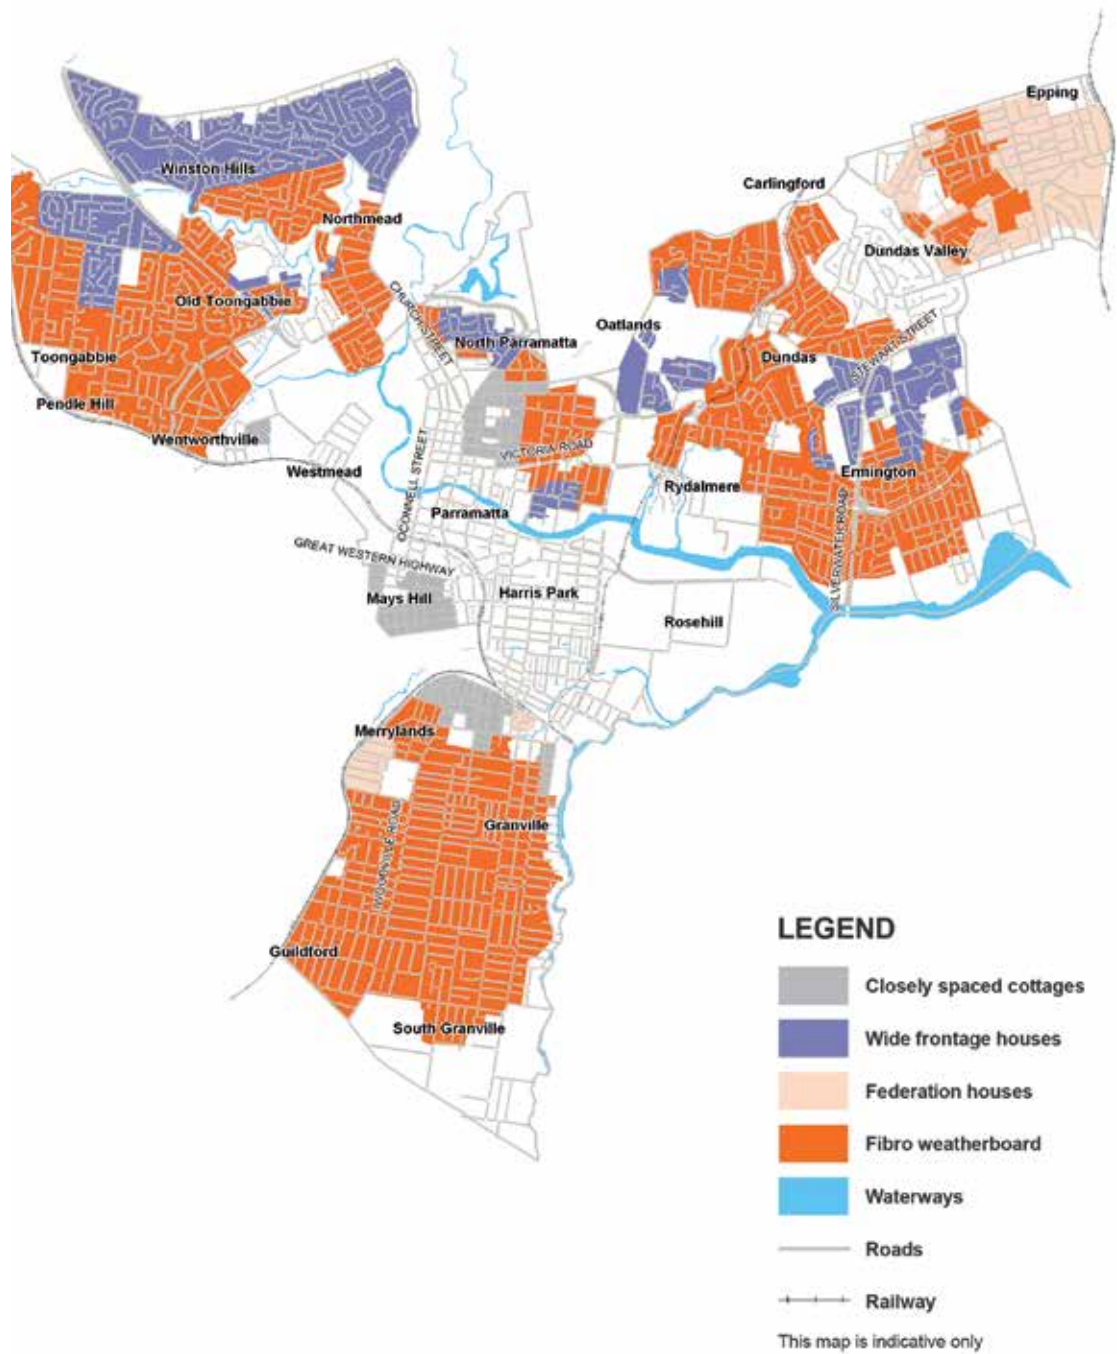 Epping
Winston Hills
Carlingford
Northmead
Dundas Valley
Old Toongabbie
CHURCH STREET
Oatlands
STEWART STREET
North Parramatta
Toongabbie
Dundas
Pendle Hill
Wentworthville
VICTORIA ROAD
Westmead
OCONNELL STREET
Ermington
Rydalmere
Parramatta
GREAT WESTERN HIGHWAY
SILVERWATER ROAD
Mays Hill
Harris Park
Rosehill
Merrylands
Granville
WOODVILLE ROAD
Guildford
South Granville
LEGEND
Closely spaced cottages
Wide frontage houses
Federation houses
Fibro weatherboard
Waterways
Roads
Railway
This map is indicative only